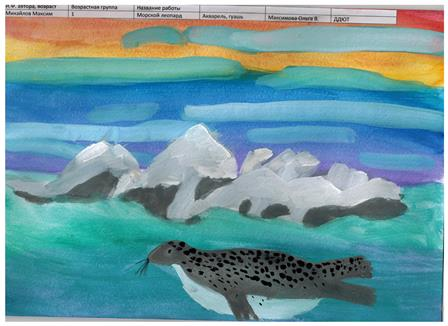 И.Ф. автора, возраст Возрастная группа Название работы
Михайлов Максим 1 Морской леопард Акварель, гуашь Максимова Ольга В. ДДЮТ